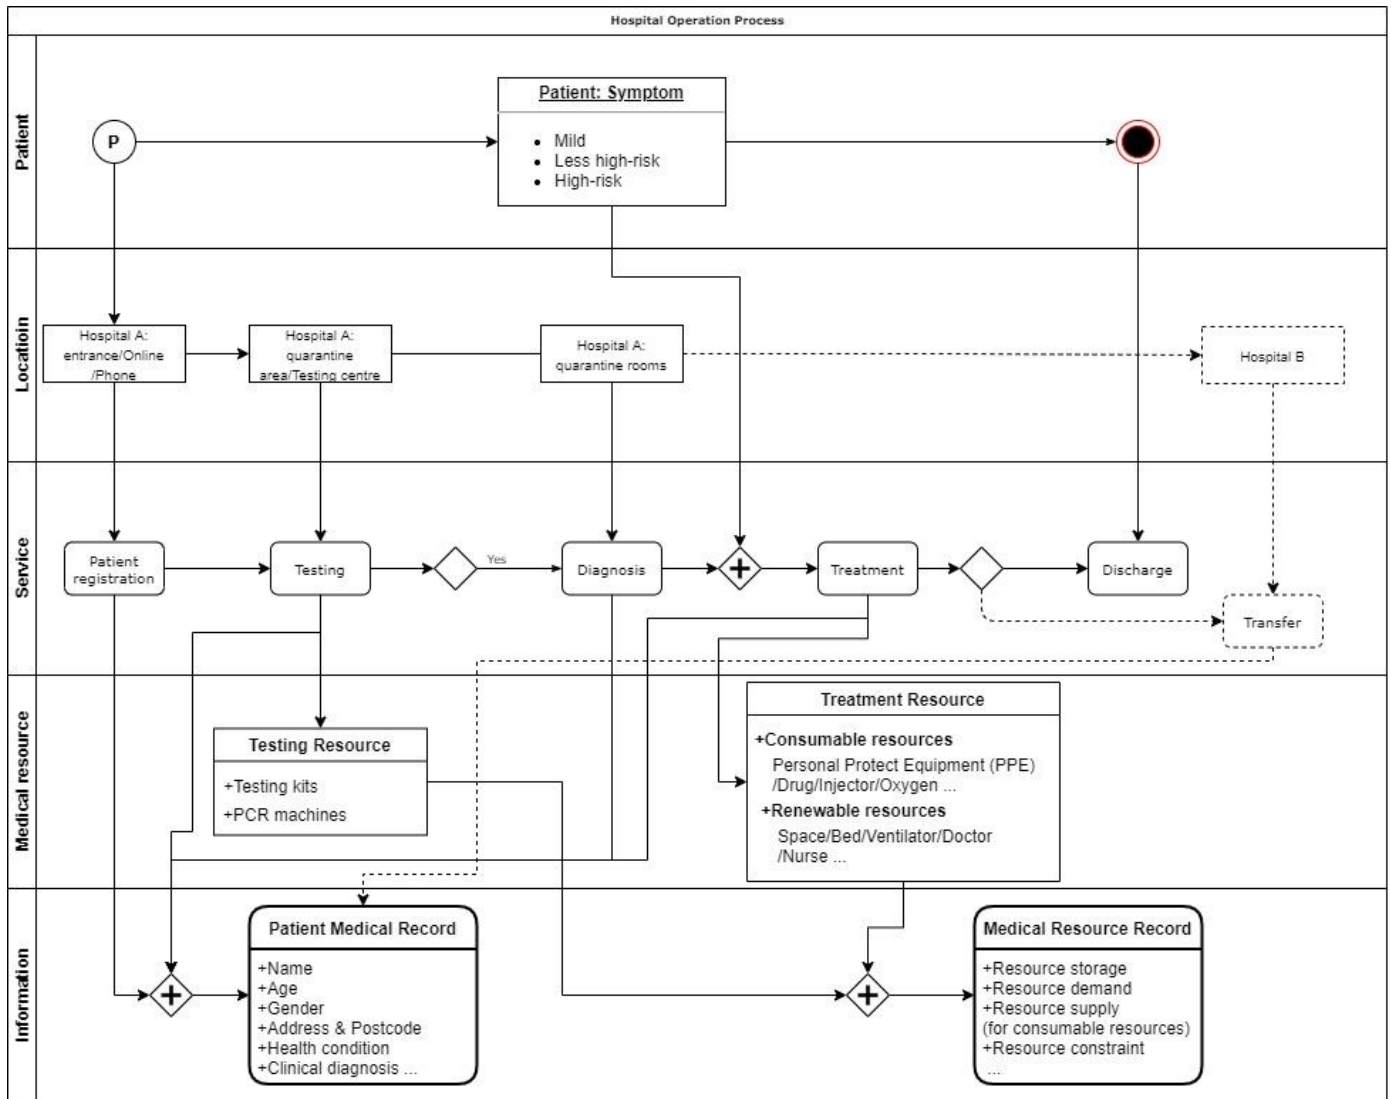 Hospital Operation Process
Patient
P
Patient: Symptom
Mild
Less high-risk
High-risk
Locatioin
Hospital A:
entrance/Online
/Phone
Hospital A:
quarantine
area/Testing centre
Hospital A:
quarantine rooms
Hospital B
Service
Patient
registration
Testing
Yes
Diagnosis
Treatment
Discharge
Transfer
Medical resource
Testing Resource
+Testing kits
+PCR machines
Treatment Resource
+Consumable resources
Personal Protect Equipment (PPE)
/Drug/Injector/Oxygen ...
+Renewable resources
Space/Bed/Ventilator/Doctor
/Nurse ...
Information
Patient Medical Record
+Name
+Age
+Gender
+Address & Postcode
+Health condition
+Clinical diagnosis ...
Medical Resource Record
+Resource storage
+Resource demand
+Resource supply
(for consumable resources)
+Resource constraint
...